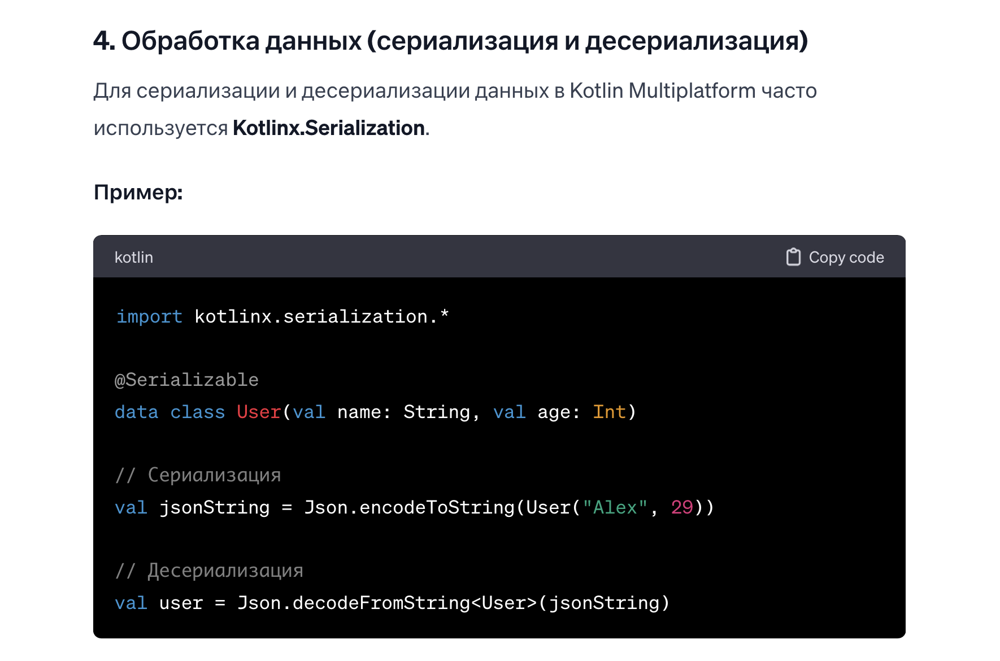 4. Обработка данных (сериализация и десериализация)
Для сериализации и десериализации данных в Kotlin Multiplatform часто
используется Kotlinx.Serialization.
Пример:
kotlin
Copy code
import kotlinx.serialization.*
@Serializable
data class User(val name: String, val age: Int)
// Сериализация
val jsonString = Json.encodeToString(User("Alex", 29))
// Десериализация
val user = Json.decodeFromString<User>(jsonString)